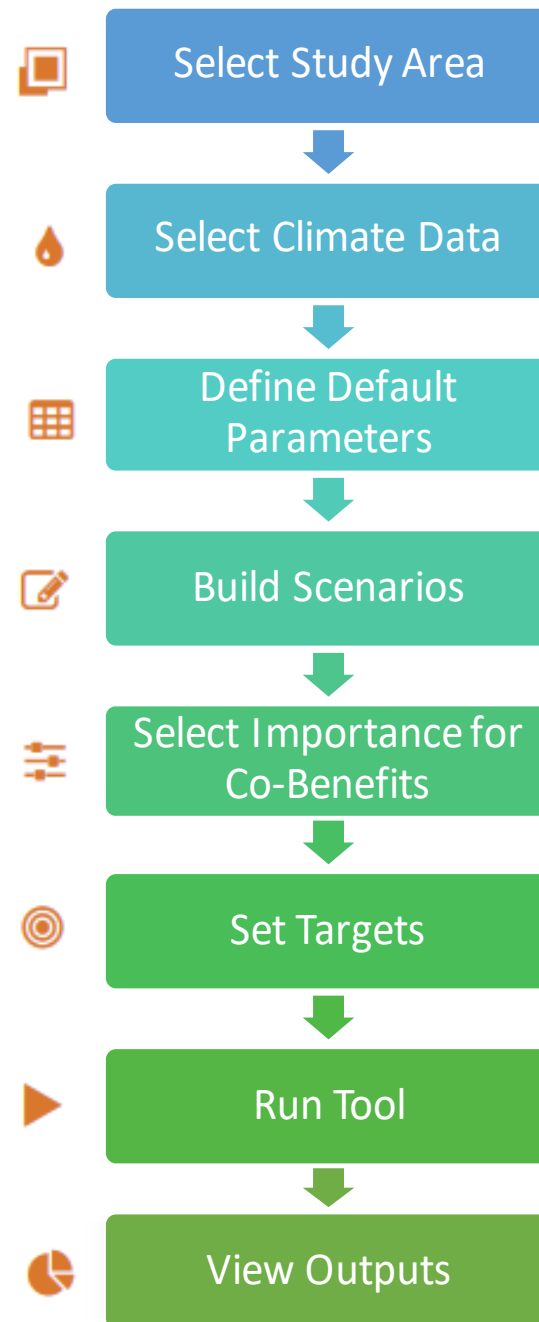 Select Study Area
Select Climate Data
Define Default
Parameters
Build Scenarios
Select Importance for
Co-Benefits
Set Targets
Run Tool
View Outputs